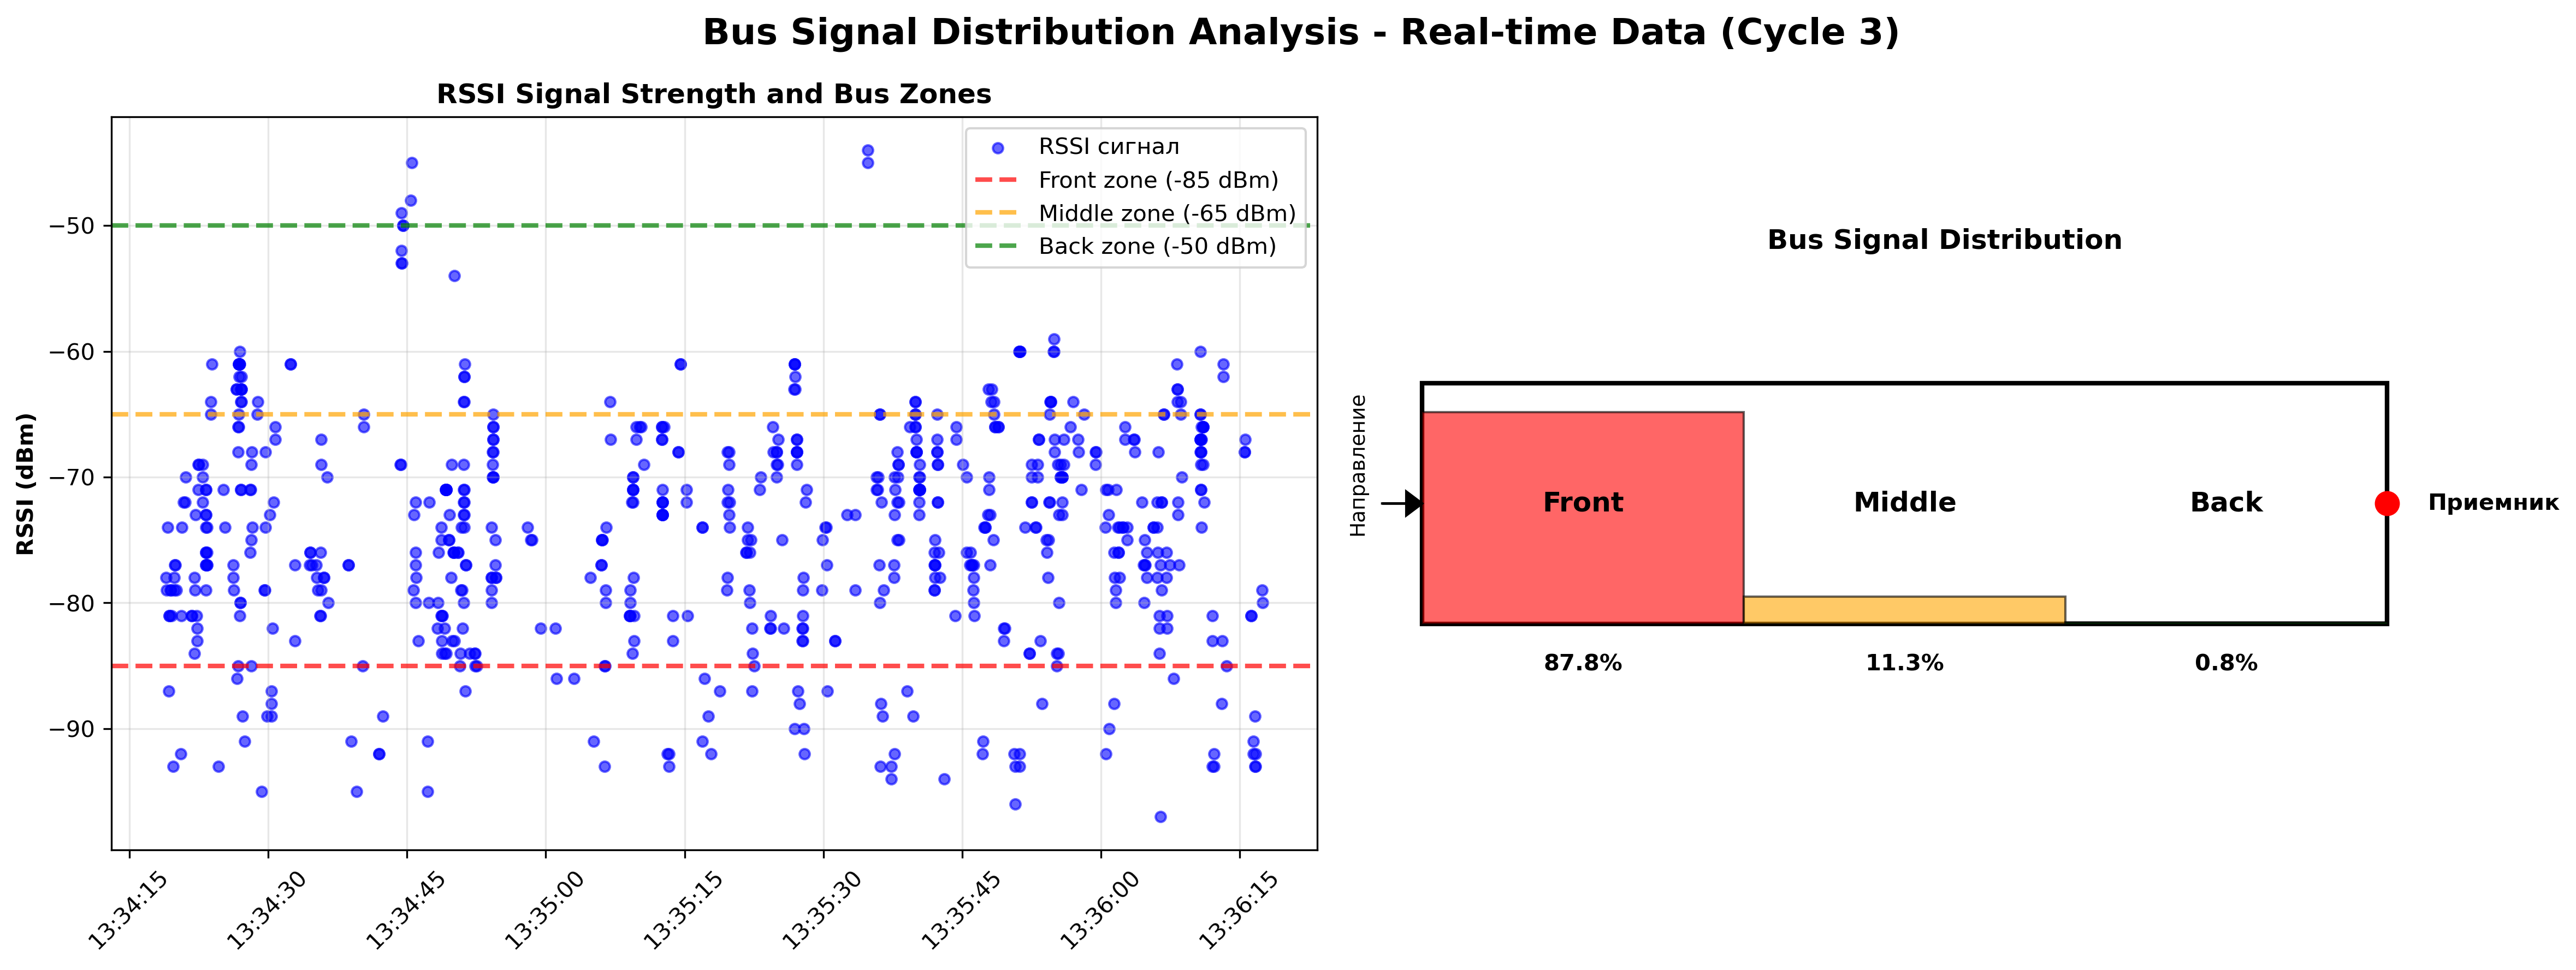 Bus Signal Distribution Analysis - Real-time Data (Cycle 3)
RSSI Signal Strength and Bus Zones
RSSI (dBm)
−50
−60
−70
−80
−90
RSSI сигнал
Front zone (-85 dBm)
Middle zone (-65 dBm)
Back zone (-50 dBm)
13:34:15
13:34:30
13:34:45
13:35:00
13:35:15
13:35:30
13:35:45
13:36:00
13:36:15
Bus Signal Distribution
Направление
Front
Middle
Back
Приемник
87.8%
11.3%
0.8%